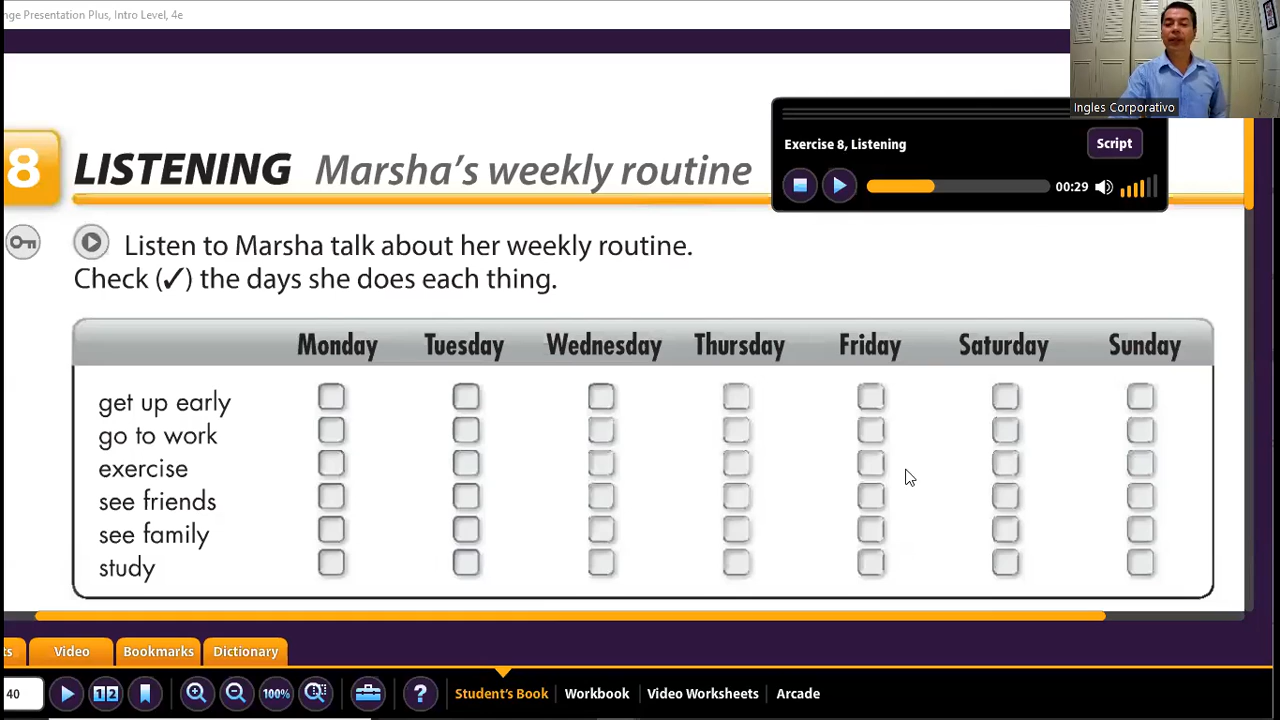 nge Presentation Plus, Intro Level, 4e
Ingles Corporativo
Exercise 8, Listening
Script
00:29
8 LISTENING Marsha's weekly routine
Listen to Marsha talk about her weekly routine.
Check (✓) the days she does each thing.
Monday Tuesday Wednesday Thursday Friday Saturday Sunday
get up early
go to work
exercise
see friends
see family
study
ts Video Bookmarks Dictionary
40 1 2 100% ? Student's Book Workbook Video Worksheets Arcade